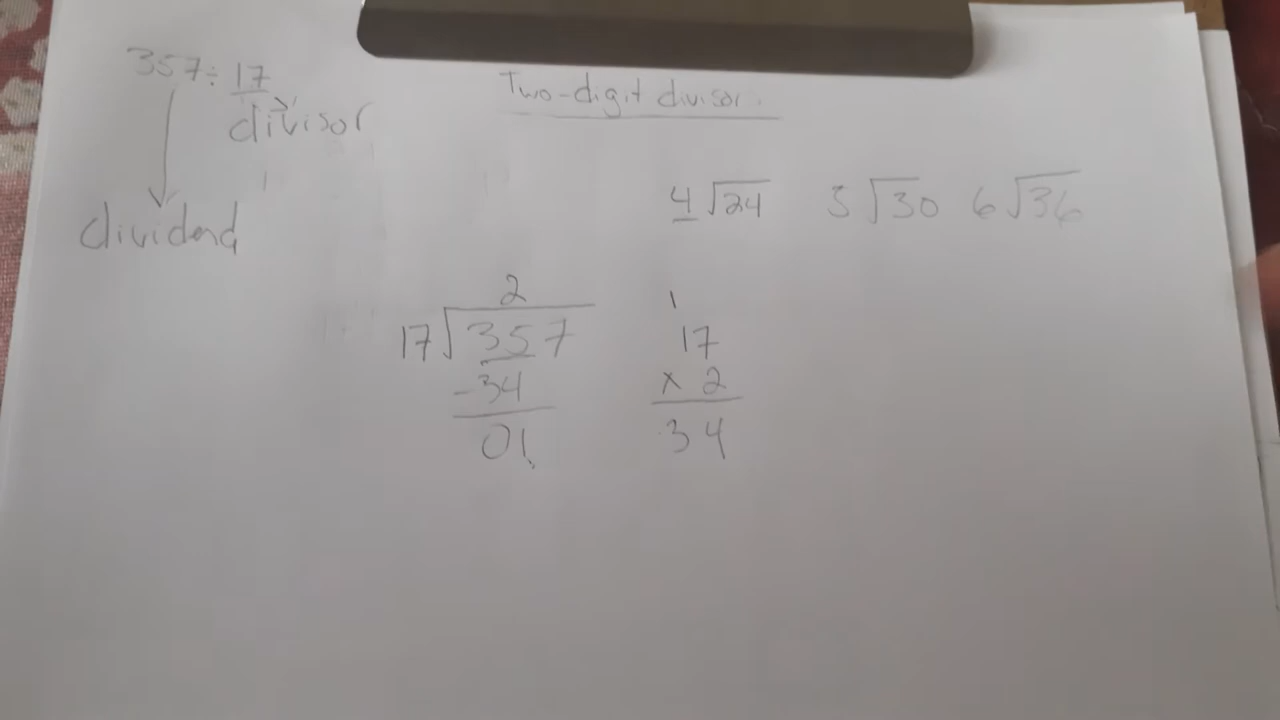 357÷17
divisor
dividend
Two-digit divisor.
4√24 3√30 6√36
2
17√357
-34
01
1
17
x 2
34